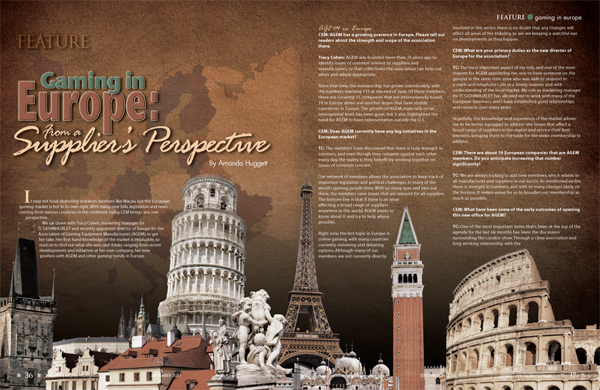 FEATURE
Gaming in
Europe:
From a
Supplier's Perspective
By Amanda Huggett
It may not have chattering visitation numbers like Macau, but the European
gaming market is hot in its own right. With many new bills, legislation and news
coming from various countries in the continent, today CEM brings you one
perspective.
We sat down with Tracy Cohen, marketing manager for
TCSJOHNHUXLEY and recently appointed director of Europe for the
Association of Gaming Equipment Manufacturers (AGEM), to get
her take. Her first-hand knowledge of the market is invaluable, so
read on to find out what she sees and thinks, ranging from recent
developments and initiatives at her own company, her new
position with AGEM and other gaming trends in Europe.
36
AGEM in Europe
CEM: AGEM has a growing presence in Europe. Please tell our
readers about the strength and scope of the association
there.
Tracy Cohen: AGEM was founded more than 10 years ago to
identify issues of common interest to suppliers and
manufacturers, so that collectively the association can help out
when and where appropriate.
Since that time, the membership has grown considerably, with
the numbers reaching 111 at the end of June. Of these members,
there are currently 31 companies that are internationally based,
19 in Europe alone and another dozen that have sizable
operations in Europe. The growth of AGEM, especially on an
international level, has been great, but it also highlighted the
need for AGEM to have representation outside the U.S.
CEM: Does AGEM currently have any big initiatives in the
European market?
TC: The members have discovered that there is truly strength in
numbers, and even though they compete against each other
every day, the reality is they benefit by working together on
issues of common concern.
Our network of members allows the association to keep track of
important legislative and political challenges in many of the
world's gaming jurisdictions. With so many eyes and ears out
there, the members raise issues that are relevant for all suppliers.
The bottom line is that if there is an issue
affecting a broad range of suppliers
anywhere in the world, AGEM wants to
know about it and try to help where
possible.
Right now, the hot topic in Europe is
online gaming, with many countries
currently reviewing and debating
options. Although many of our
members are not directly currently
FEATURE gaming in europe
involved in this sector, there is no doubt that any changes will
affect all areas of the industry, so we are keeping a watchful eye
on developments as they happen.
CEM: What are your primary duties as the new director of
Europe for the association?
TC: The most important aspect of my role, and one of the main
reasons for AGEM appointing me, was to have someone on the
ground in the same time zone who was able to respond to
issues in a timely manner, with an
understanding of the local market. My role as marketing manager
for TCSJOHNHUXLEY has allowed me to work with many of the
European members, and I have established good relationships
and contacts over many years.
Hopefully, this knowledge and experience of the market allows
me to be better equipped to address any issues that affect a
broad range of suppliers in the region and service their best
interests, bringing them to the table for the wider membership to
address.
CEM: There are about 19 European companies that are AGEM
members. Do you anticipate increasing that number
significantly?
TC: We are always looking to add new members, which relates to
all manufacturers and suppliers in our sector. As mentioned earlier,
there is strength in numbers, and with so many changes likely on
the horizon, it makes sense for us to broaden our membership as
much as possible.
CEM: What have been some of the early outcomes of opening
this new office for AGEM?
TC: One of the most important items that's been at the top of the
agenda for the last six months has been the discussion
surrounding the London show. Through a close association and
long working relationship with the
37